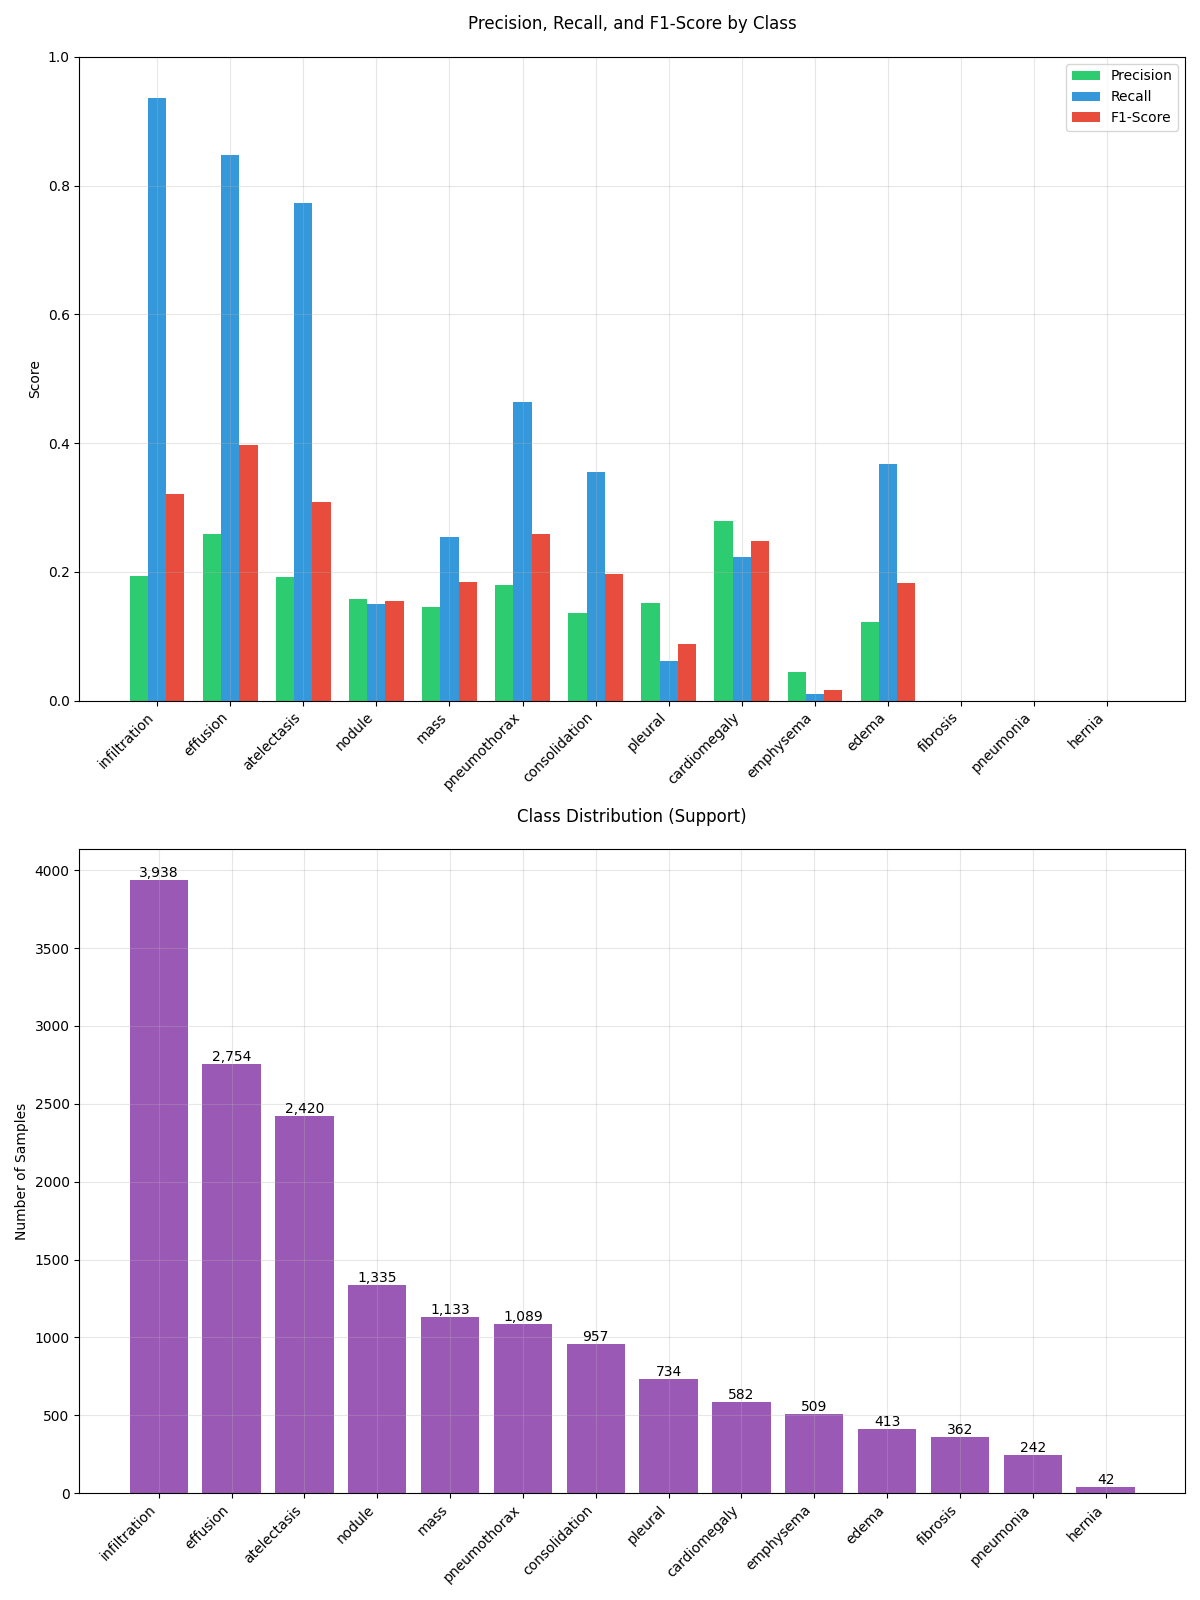 Precision, Recall, and F1-Score by Class
1.0
0.8
0.6
0.4
0.2
0.0
Score
Precision
Recall
F1-Score
infiltration
effusion
atelectasis
nodule
mass
pneumothorax
consolidation
pleural
cardiomegaly
emphysema
edema
fibrosis
pneumonia
hernia
Class Distribution (Support)
4000
3500
3000
2500
2000
1500
1000
500
0
Number of Samples
3,938
2,754
2,420
1,335
1,133
1,089
957
734
582
509
413
362
242
42
infiltration
effusion
atelectasis
nodule
mass
pneumothorax
consolidation
pleural
cardiomegaly
emphysema
edema
fibrosis
pneumonia
hernia